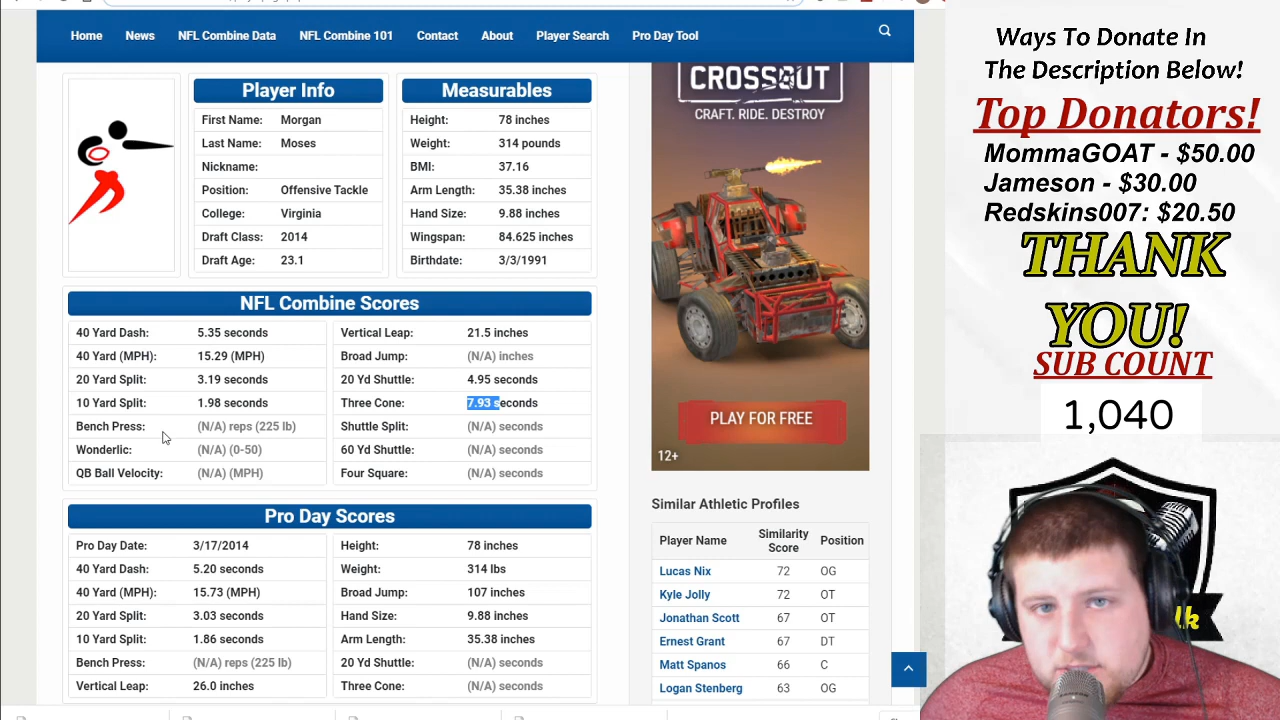 Home News NFL Combine Data NFL Combine 101 Contact About Player Search Pro Day Tool
Player Info
First Name: Morgan
Last Name: Moses
Nickname:
Position: Offensive Tackle
College: Virginia
Draft Class: 2014
Draft Age: 23.1
Measurables
Height: 78 inches
Weight: 314 pounds
BMI: 37.16
Arm Length: 35.38 inches
Hand Size: 9.88 inches
Wingspan: 84.625 inches
Birthdate: 3/3/1991
NFL Combine Scores
40 Yard Dash: 5.35 seconds
40 Yard (MPH): 15.29 (MPH)
20 Yard Split: 3.19 seconds
10 Yard Split: 1.98 seconds
Bench Press: (N/A) reps (225 lb)
Wonderlic: (N/A) (0-50)
QB Ball Velocity: (N/A) (MPH)
Vertical Leap: 21.5 inches
Broad Jump: (N/A) inches
20 Yd Shuttle: 4.95 seconds
Three Cone: 7.93 seconds
Shuttle Split: (N/A) seconds
60 Yd Shuttle: (N/A) seconds
Four Square: (N/A) seconds
Pro Day Scores
Pro Day Date: 3/17/2014
40 Yard Dash: 5.20 seconds
40 Yard (MPH): 15.73 (MPH)
20 Yard Split: 3.03 seconds
10 Yard Split: 1.86 seconds
Bench Press: (N/A) reps (225 lb)
Vertical Leap: 26.0 inches
Height: 78 inches
Weight: 314 lbs
Broad Jump: 107 inches
Hand Size: 9.88 inches
Arm Length: 35.38 inches
20 Yd Shuttle: (N/A) seconds
Three Cone: (N/A) seconds
CROSSOUT
CRAFT. RIDE. DESTROY
PLAY FOR FREE
12+
Similar Athletic Profiles
Player Name Similarity Score Position
Lucas Nix 72 OG
Kyle Jolly 72 OT
Jonathan Scott 67 OT
Ernest Grant 67 DT
Matt Spanos 66 C
Logan Stenberg 63 OG
Ways To Donate In
The Description Below!
Top Donators!
MommaGOAT - $50.00
Jameson - $30.00
Redskins007: $20.50
THANK
YOU!
SUB COUNT
1,040